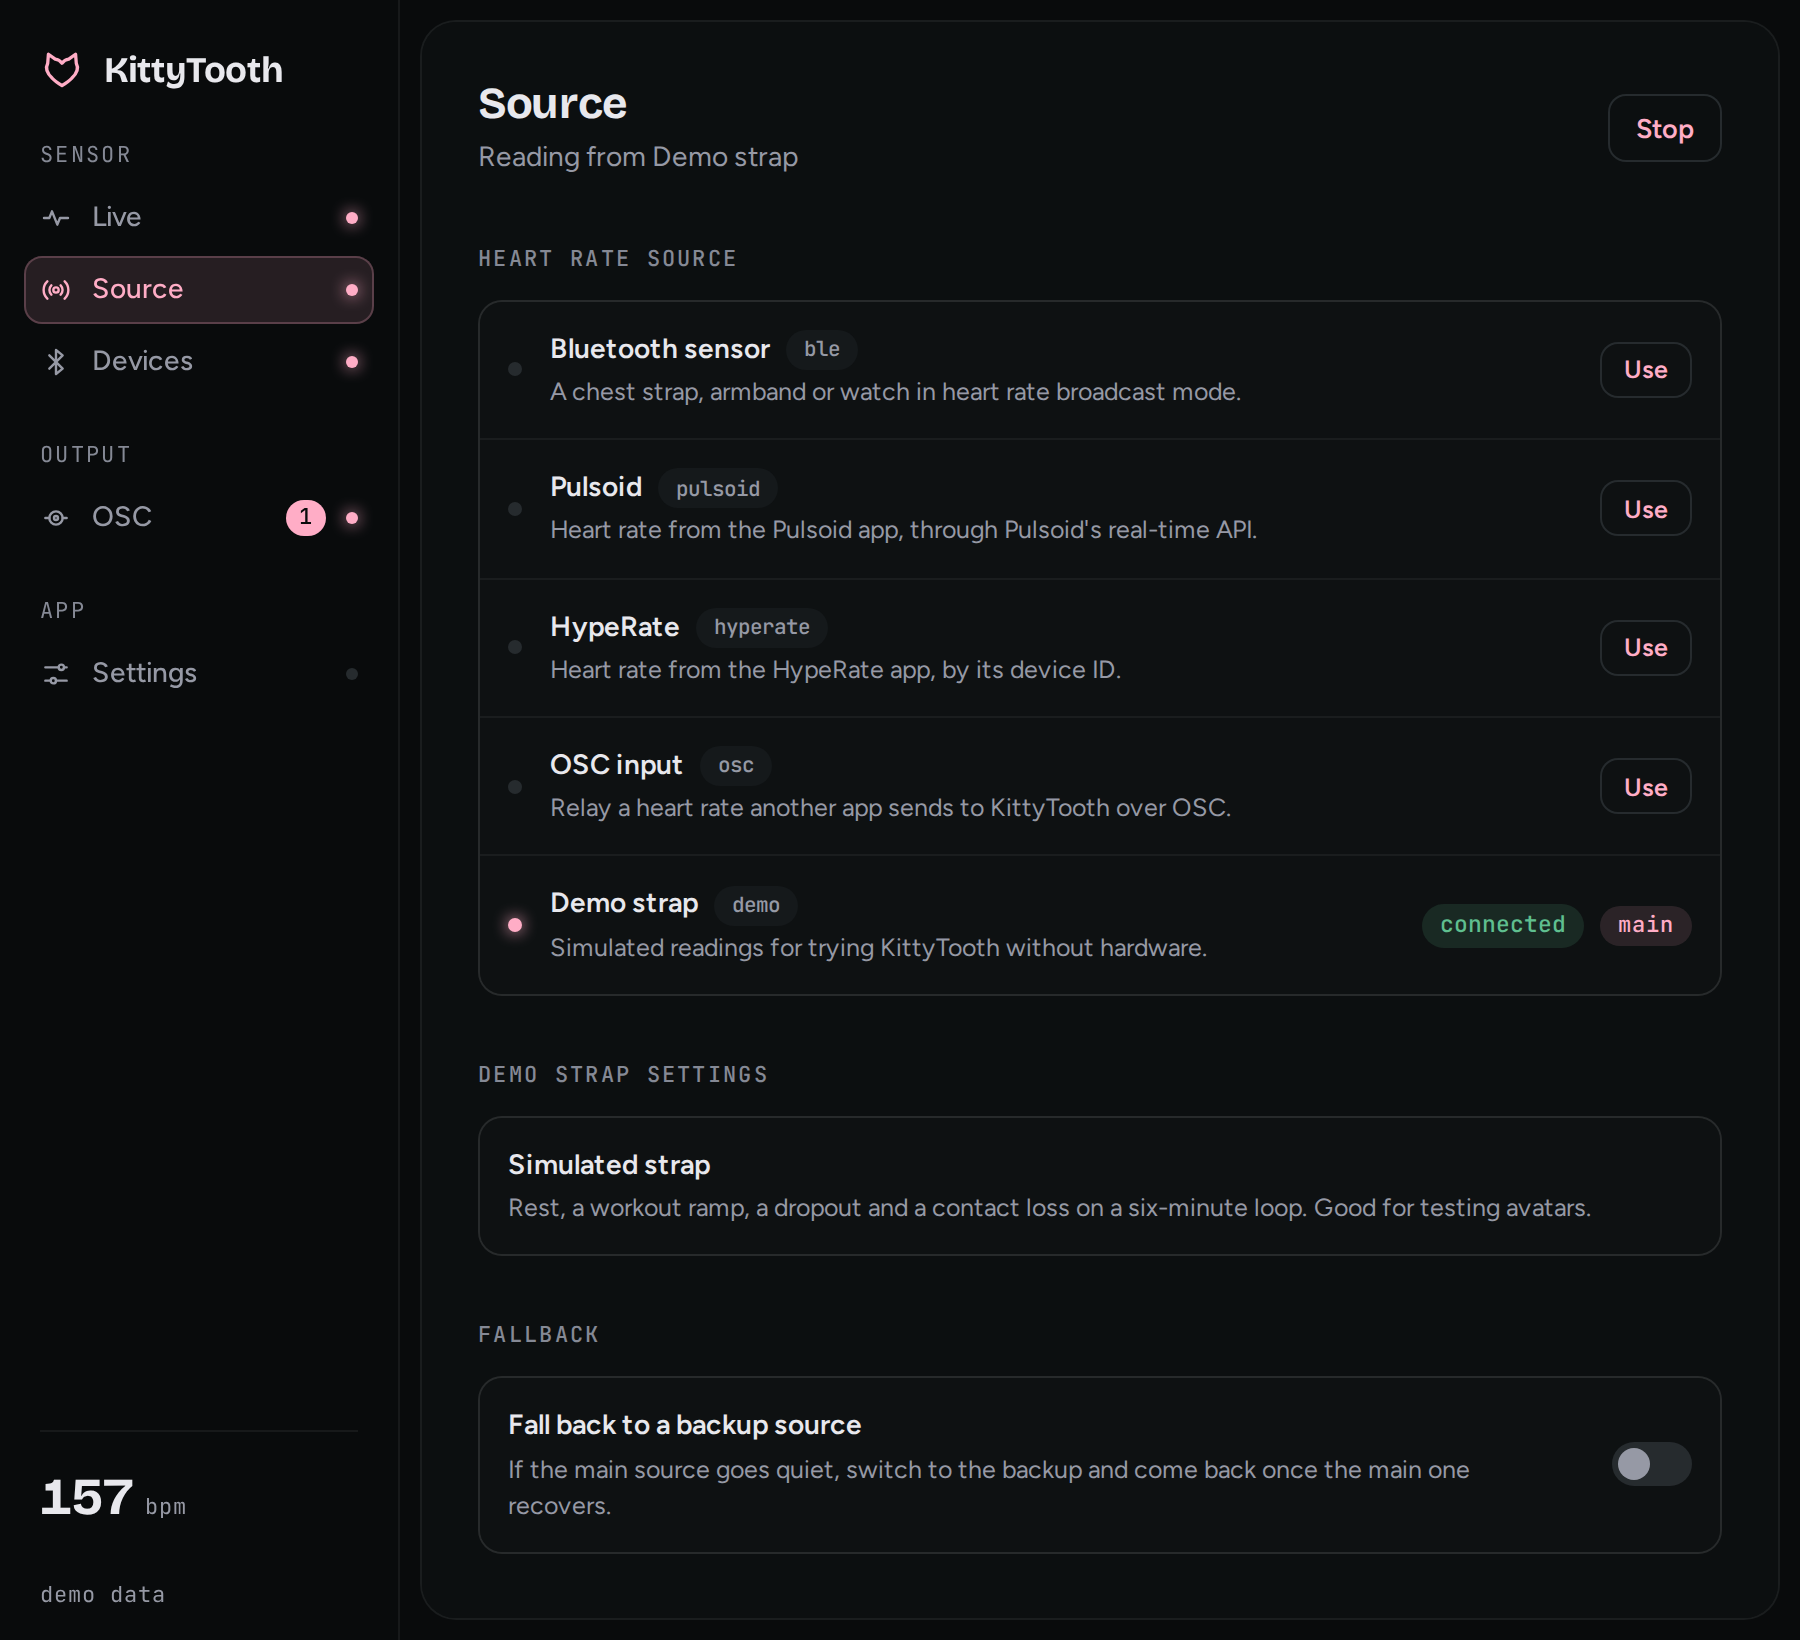 KittyTooth
SENSOR
Live
Source
Devices
OUTPUT
OSC 1
APP
Settings
157 bpm
demo data
Source
Reading from Demo strap
Stop
HEART RATE SOURCE
Bluetooth sensor ble
A chest strap, armband or watch in heart rate broadcast mode.
Use
Pulsoid pulsoid
Heart rate from the Pulsoid app, through Pulsoid's real-time API.
Use
HypeRate hyperate
Heart rate from the HypeRate app, by its device ID.
Use
OSC input osc
Relay a heart rate another app sends to KittyTooth over OSC.
Use
Demo strap demo
Simulated readings for trying KittyTooth without hardware.
connected main
DEMO STRAP SETTINGS
Simulated strap
Rest, a workout ramp, a dropout and a contact loss on a six-minute loop. Good for testing avatars.
FALLBACK
Fall back to a backup source
If the main source goes quiet, switch to the backup and come back once the main one
recovers.